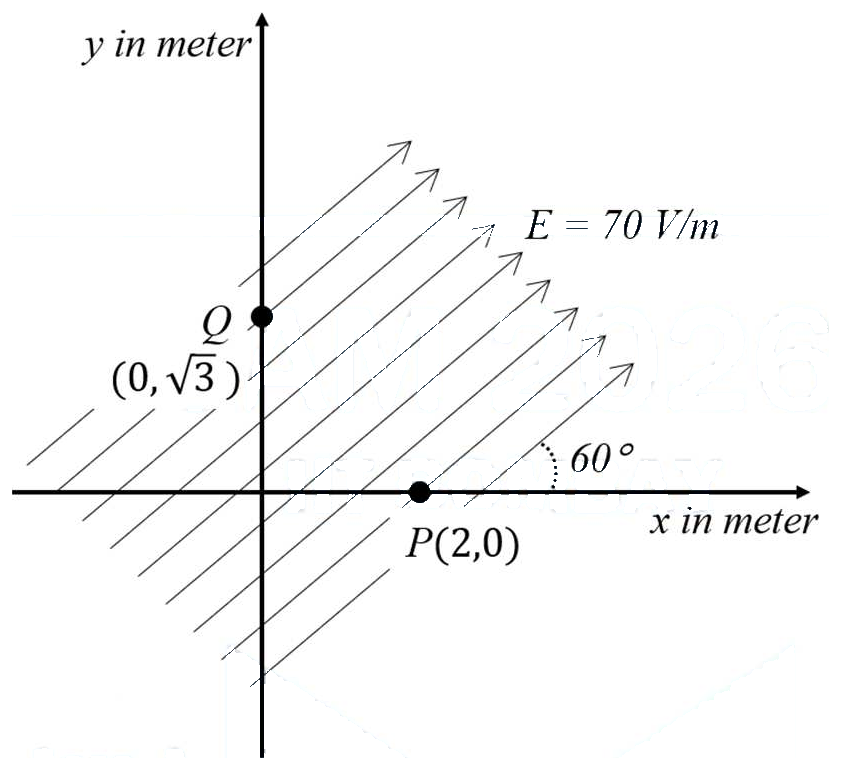 y in meter
E = 70 V/m
Q
(0, √3 )
60°
x in meter
P(2,0)